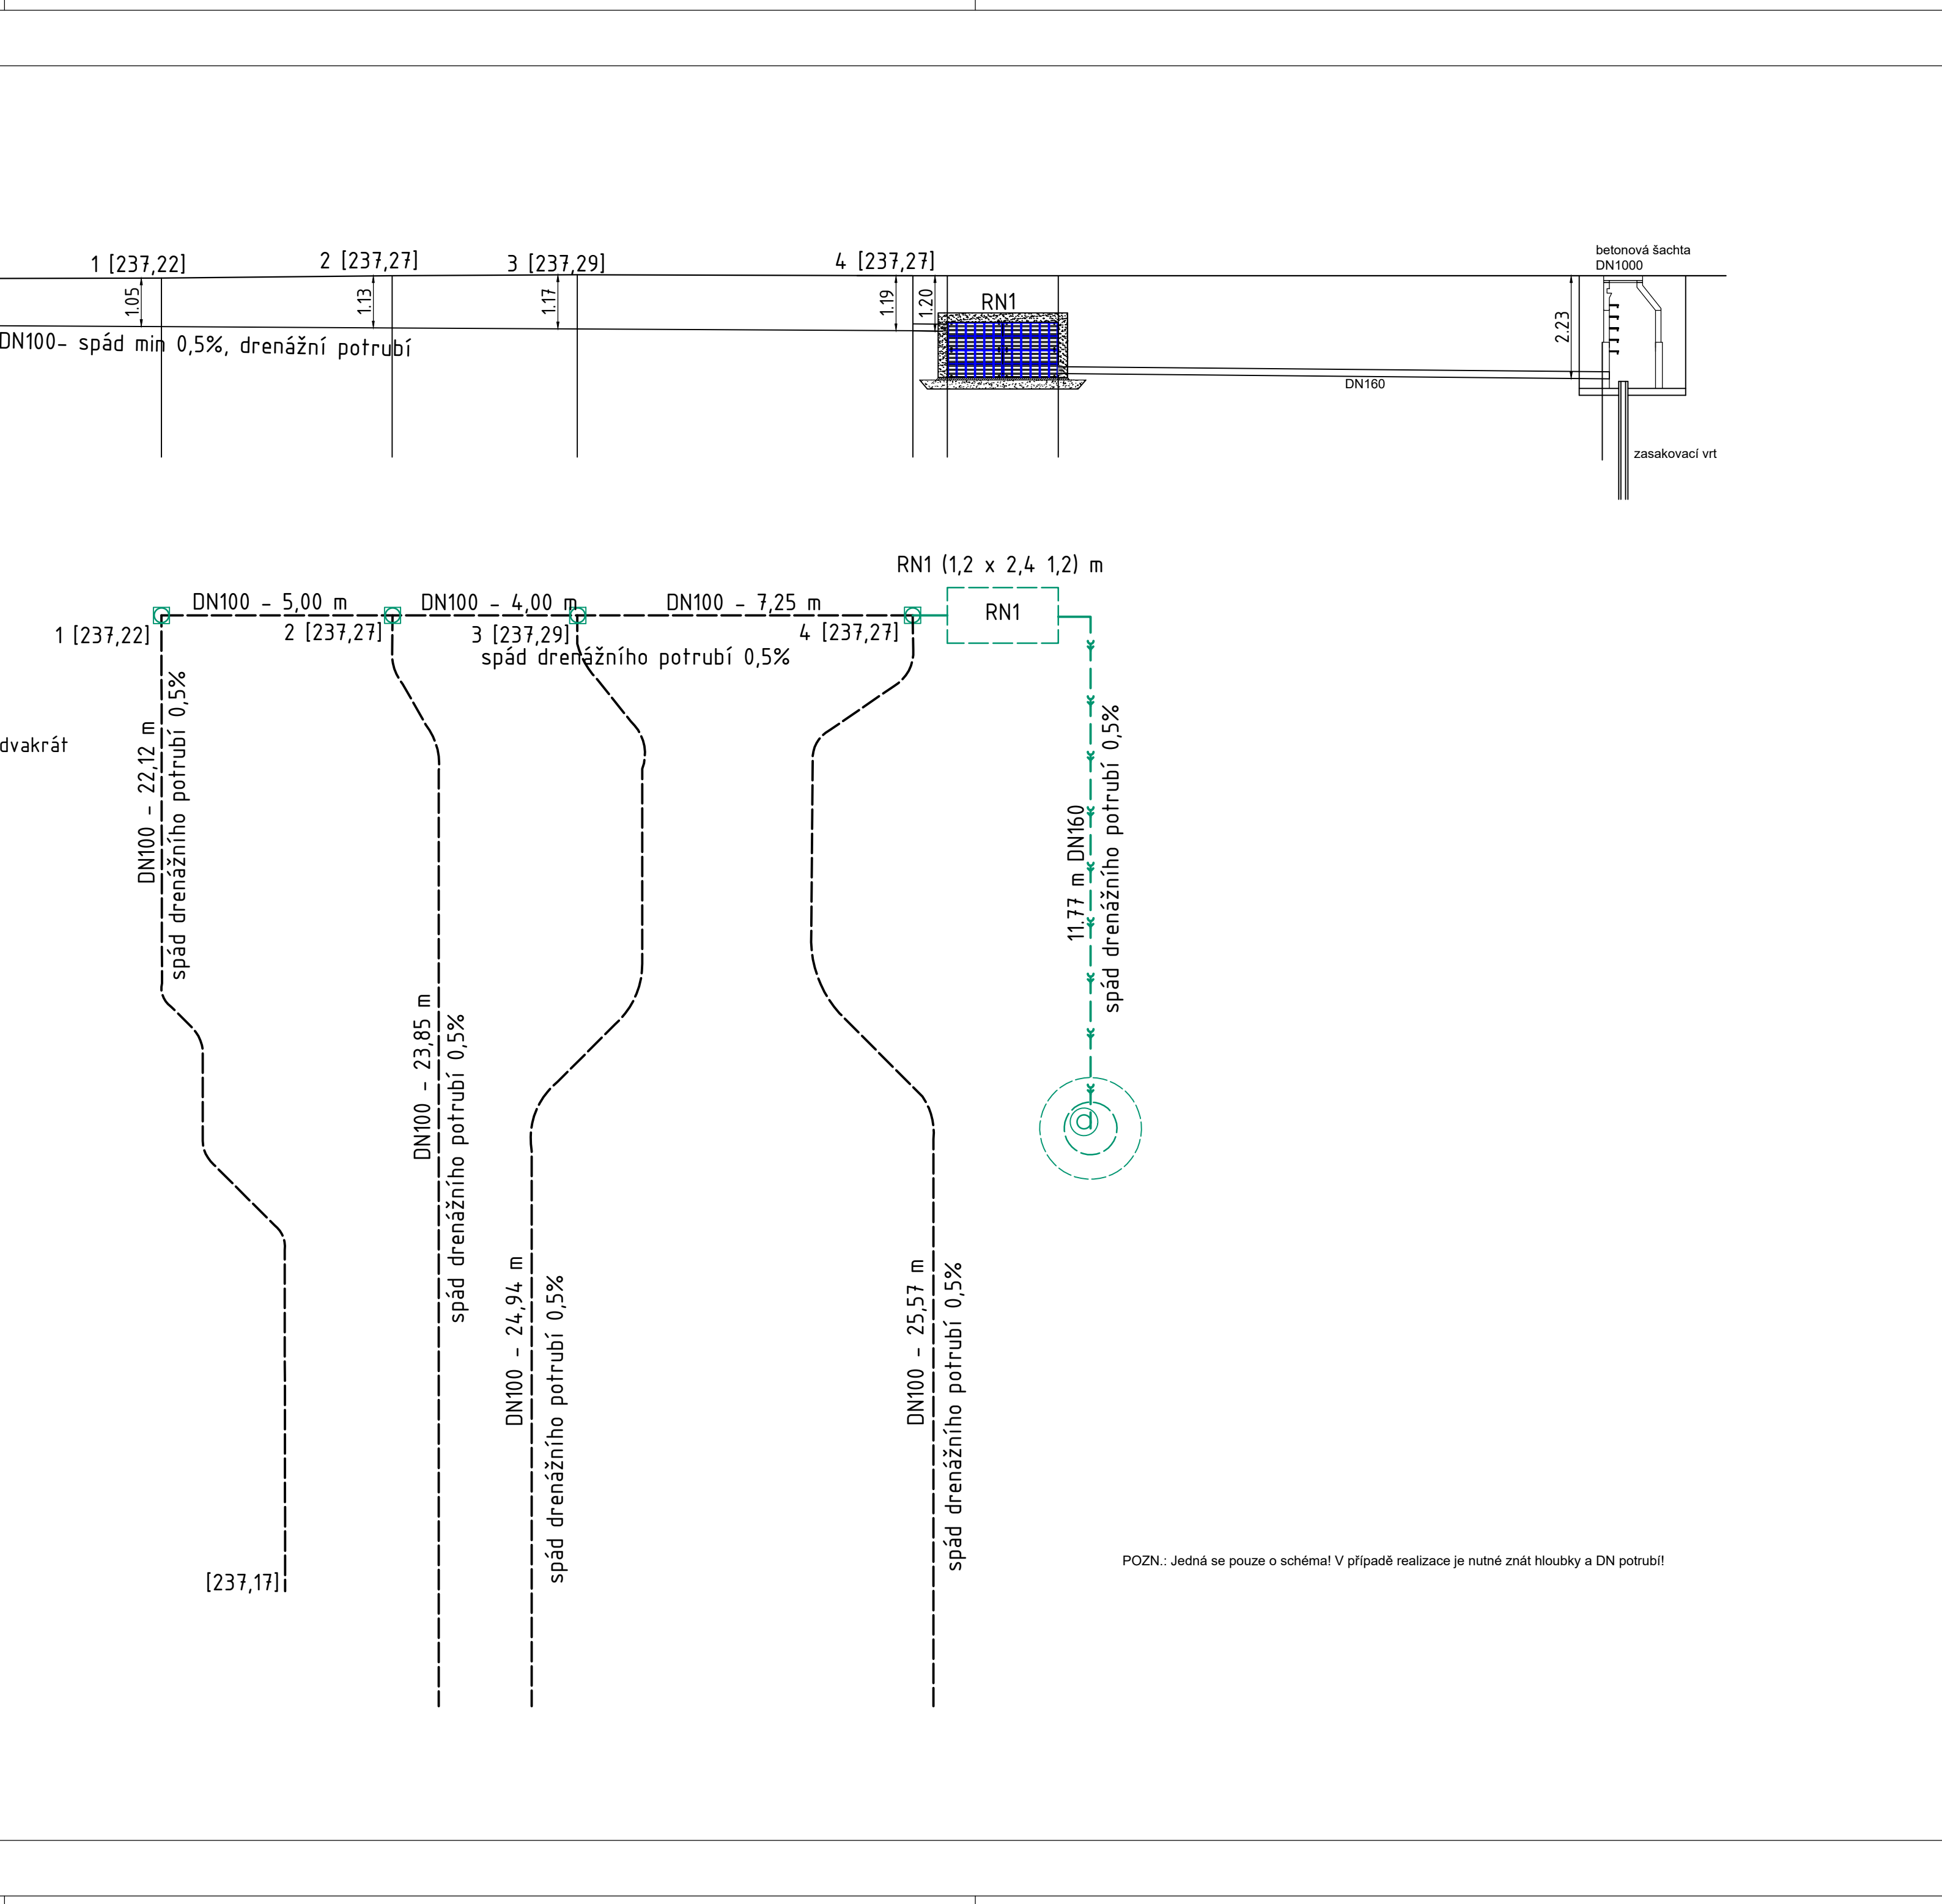 betonová šachta
DN1000
1 [237,22]
2 [237,27]
3 [237,29]
4 [237,27]
1.05
1.13
1.17
1.19
1.20
RN1
2.23
DN100- spád min 0,5%, drenážní potrubí
DN160
zasakovací vrt
RN1 (1,2 x 2,4 1,2) m
DN100 - 5,00 m
DN100 - 4,00 m
DN100 - 7,25 m
RN1
1 [237,22]
2 [237,27]
3 [237,29]
4 [237,27]
spád drenážního potrubí 0,5%
dvakrát
DN100 - 22,12 m
spád drenážního potrubí 0,5%
11.77 m DN160
spád drenážního potrubí 0,5%
DN100 - 23,85 m
spád drenážního potrubí 0,5%
DN100 - 24,94 m
spád drenážního potrubí 0,5%
DN100 - 25,57 m
spád drenážního potrubí 0,5%
[237,17]
POZN.: Jedná se pouze o schéma! V případě realizace je nutné znát hloubky a DN potrubí!